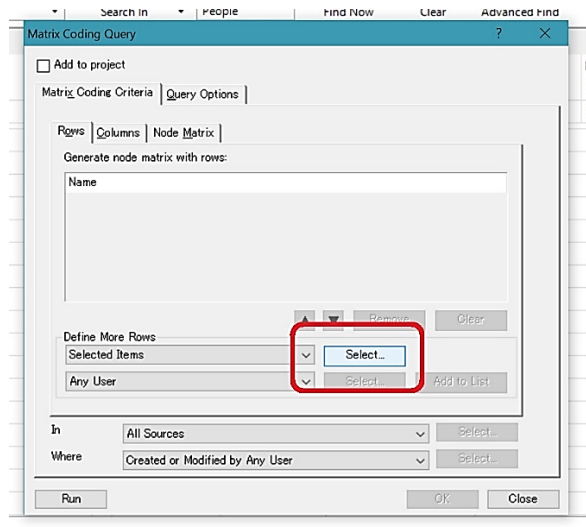 Search In People Find Now Clear Advanced Find
Matrix Coding Query ?
Add to project
Matrix Coding Criteria Query Options
Rows Columns Node Matrix
Generate node matrix with rows:
Name
Remove Clear
Define More Rows
Selected Items Select...
Any User Select... Add to List
In All Sources Select...
Where Created or Modified by Any User Select...
Run OK Close